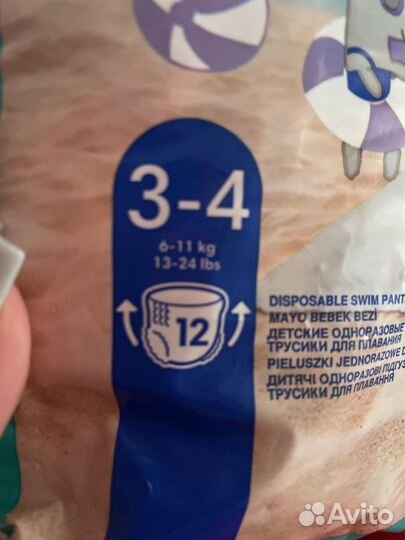 3-4
6-11 kg
13-24 lbs
12
DISPOSABLE SWIM PANT
MAYO BEBEK BEZİ
ДЕТСКИЕ ОДНОРАЗОВЫЕ
ТРУСИКИ ДЛЯ ПЛАВАНИЯ
PIELUSZKI JEDNORAZOWE D
ДИТЯЧІ ОДНОРАЗОВІ ПІДГУЗ
ТРУСИКИ ДЛЯ ПЛАВАННЯ
Avito